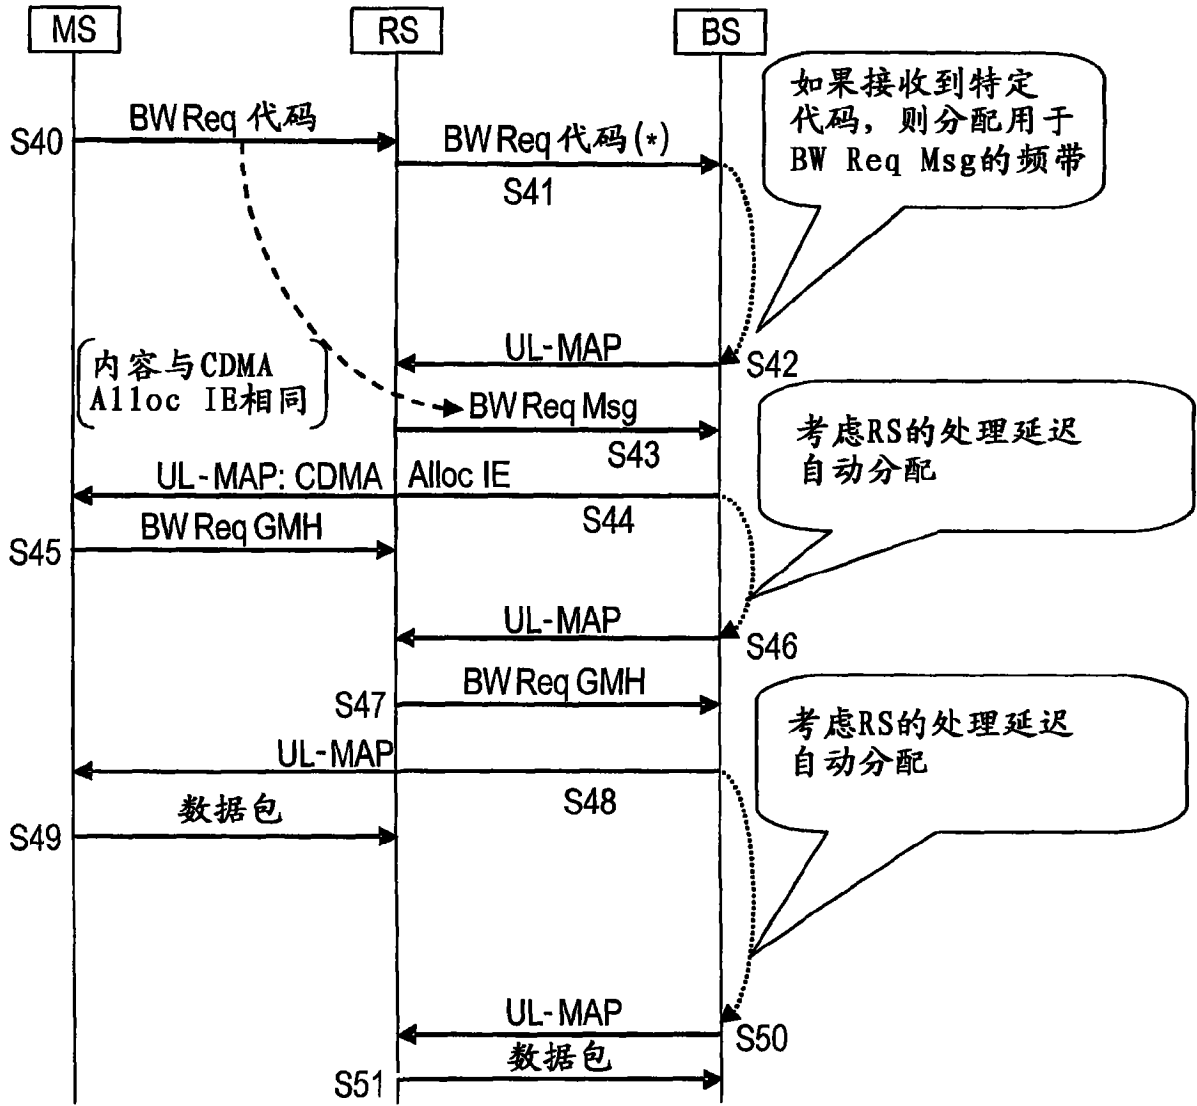 MS
RS
BS
如果接收到特定
代码，则分配用于
BW Req Msg的频带
BW Req 代码
S40
BW Req 代码(*)
S41
UL-MAP
S42
内容与CDMA
Alloc IE相同
BW Req Msg
S43
考虑RS的处理延迟
自动分配
UL-MAP: CDMA Alloc IE
S44
BW Req GMH
S45
UL-MAP
S46
BW Req GMH
S47
考虑RS的处理延迟
自动分配
UL-MAP
S48
数据包
S49
UL-MAP
S50
数据包
S51